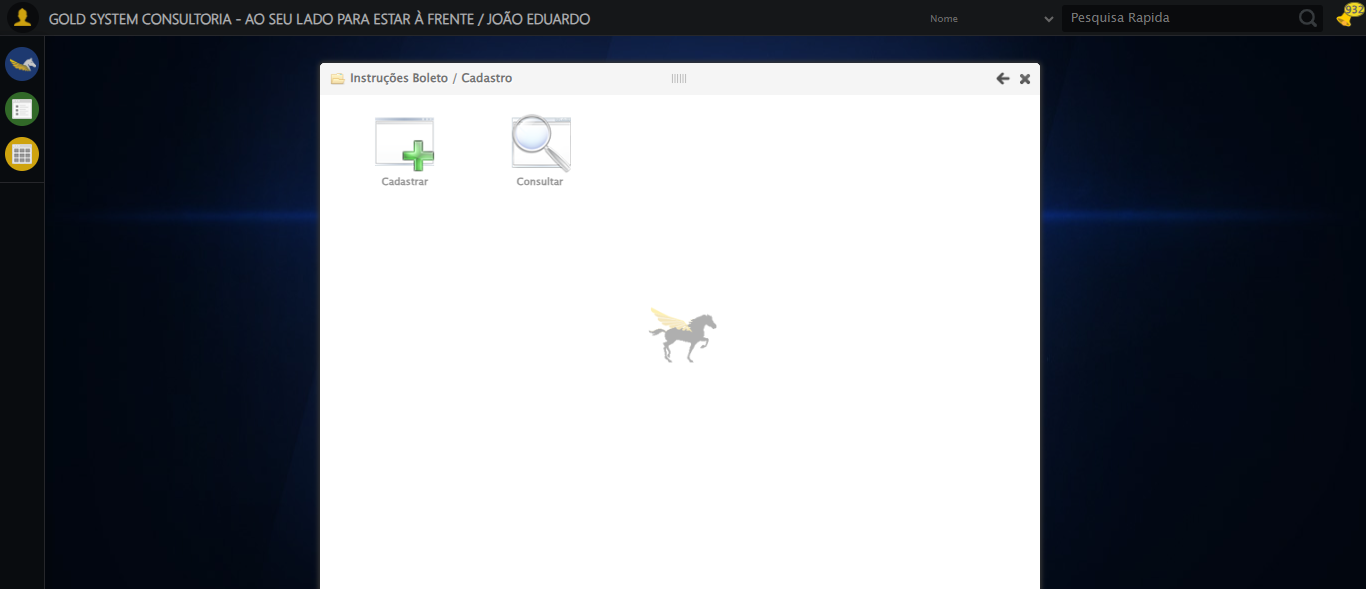 GOLD SYSTEM CONSULTORIA - AO SEU LADO PARA ESTAR À FRENTE / JOÃO EDUARDO
Nome
Pesquisa Rapida
932
Instruções Boleto / Cadastro
Cadastrar
Consultar